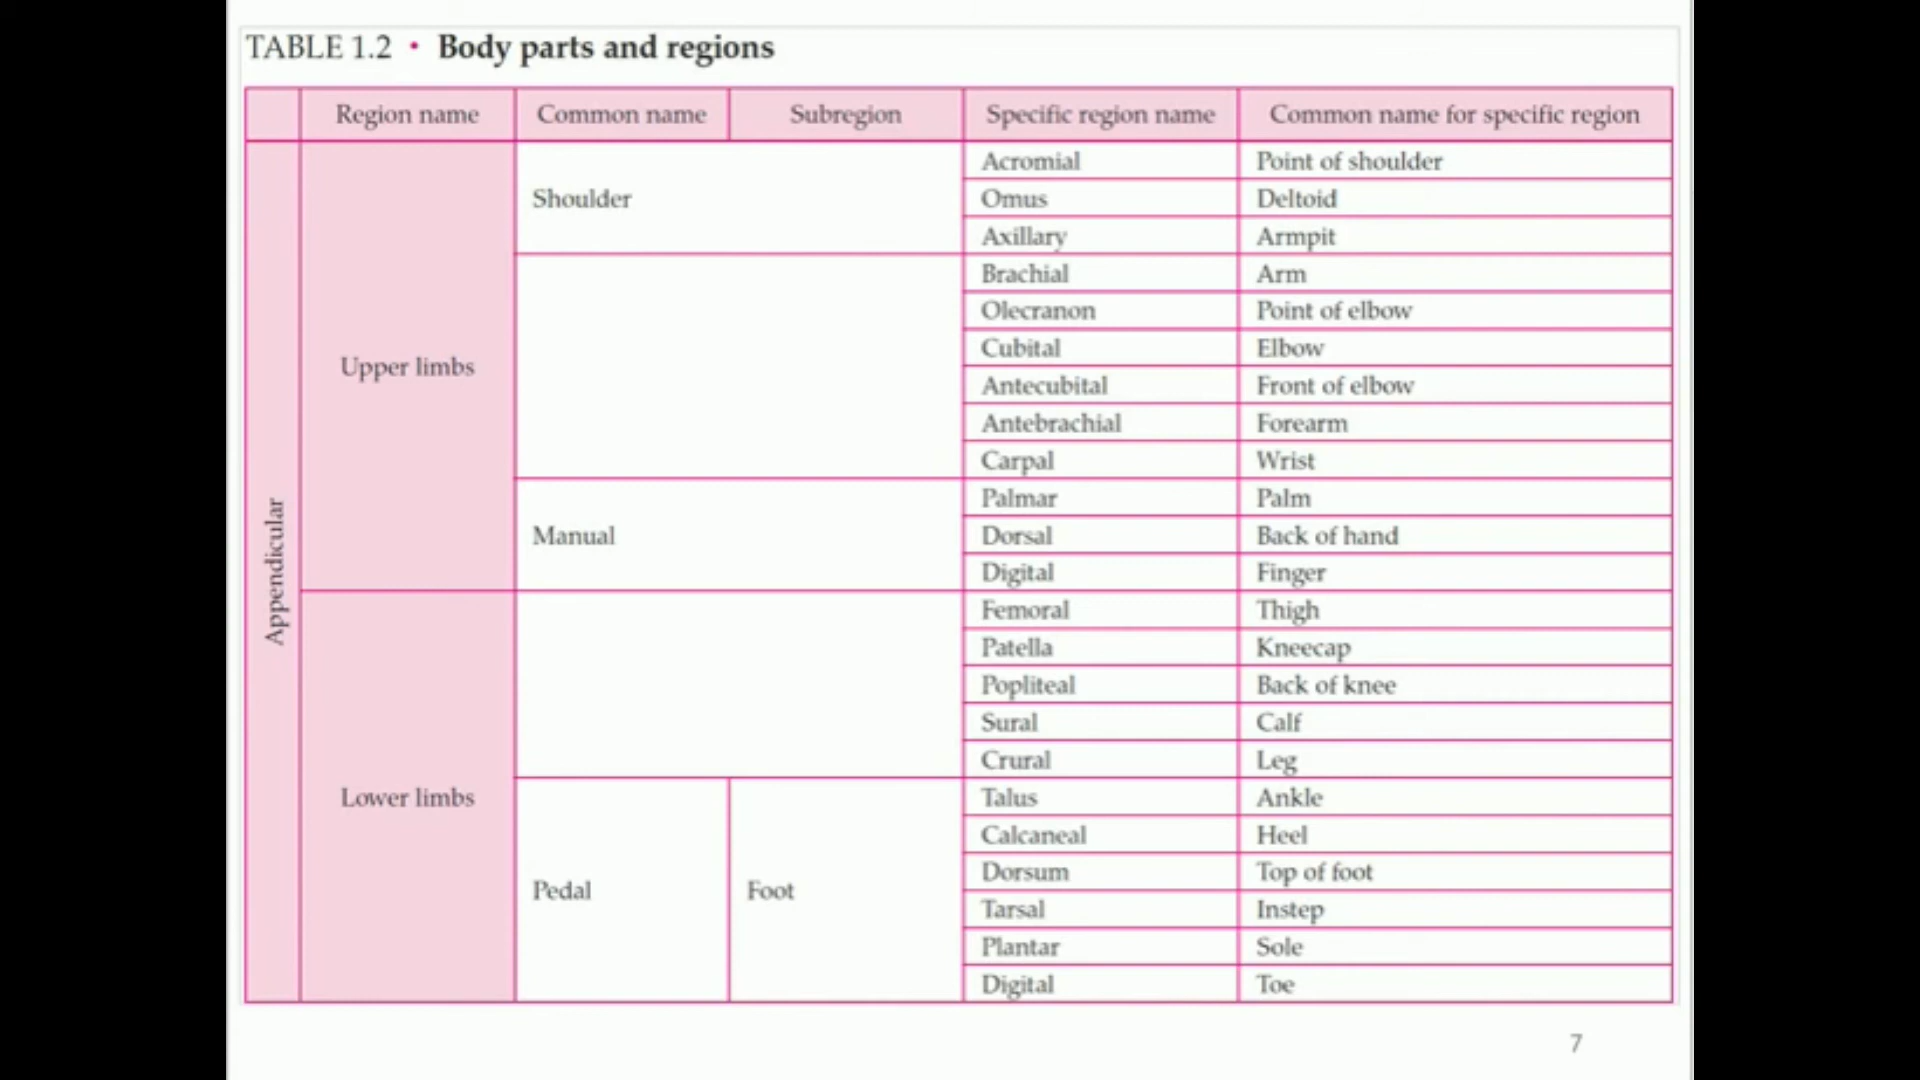 TABLE 1.2 • Body parts and regions
Region name Common name Subregion Specific region name Common name for specific region
Appendicular
Upper limbs
Shoulder
Acromial Point of shoulder
Omus Deltoid
Axillary Armpit
Brachial Arm
Olecranon Point of elbow
Cubital Elbow
Antecubital Front of elbow
Antebrachial Forearm
Carpal Wrist
Manual
Palmar Palm
Dorsal Back of hand
Digital Finger
Lower limbs
Femoral Thigh
Patella Kneecap
Popliteal Back of knee
Sural Calf
Crural Leg
Pedal Foot
Talus Ankle
Calcaneal Heel
Dorsum Top of foot
Tarsal Instep
Plantar Sole
Digital Toe
7